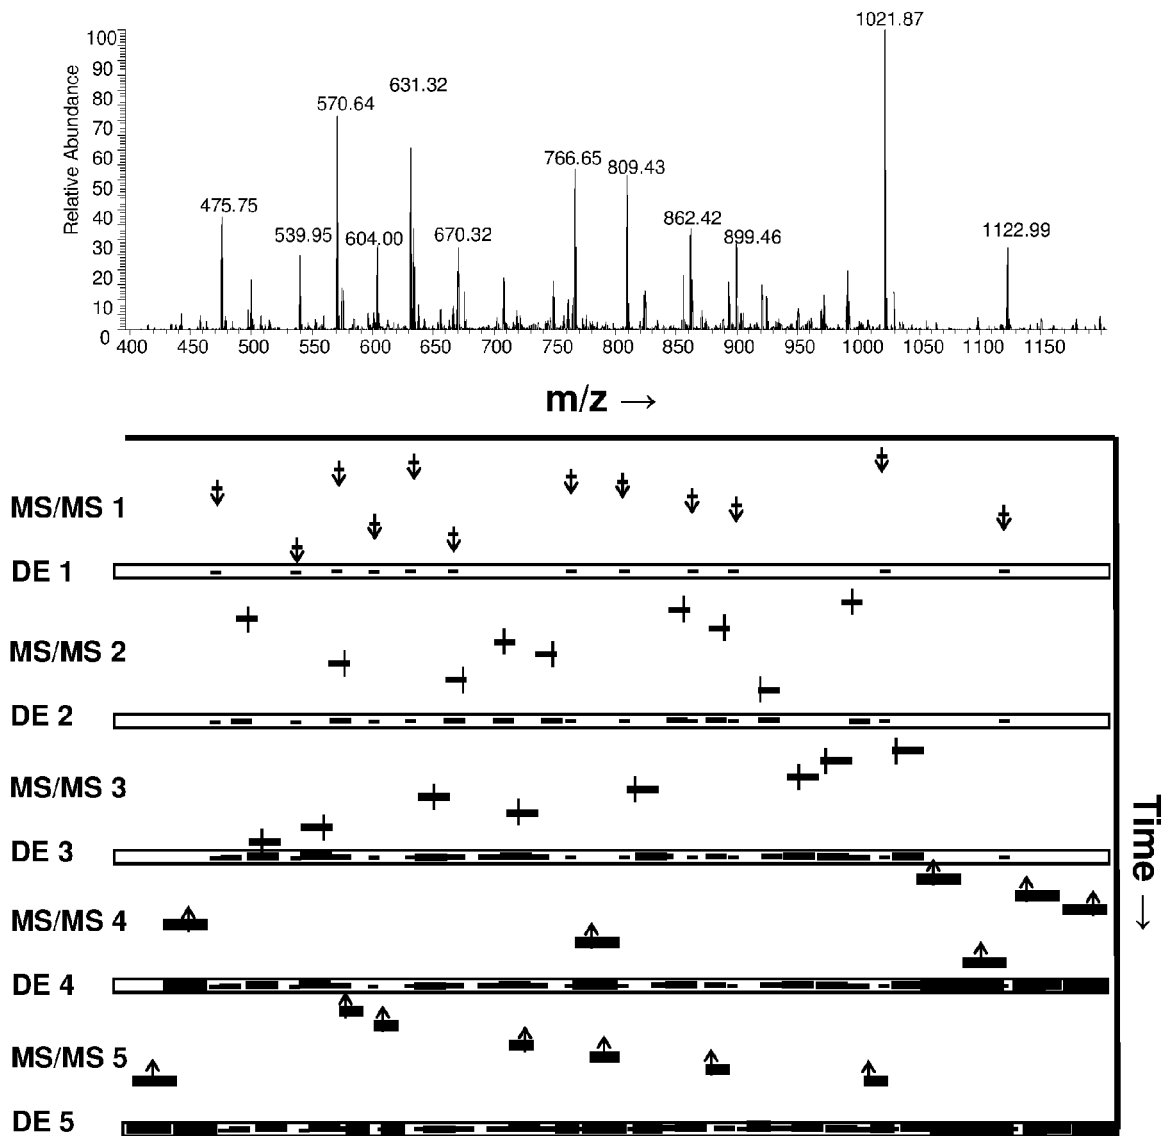 1021.87
100
90
80
70
60
50
40
30
20
10
0
Relative Abundance
631.32
570.64
766.65
809.43
475.75
862.42
539.95
604.00
670.32
899.46
1122.99
400 450 500 550 600 650 700 750 800 850 900 950 1000 1050 1100 1150
m/z →
MS/MS 1
DE 1
MS/MS 2
DE 2
MS/MS 3
DE 3
MS/MS 4
DE 4
MS/MS 5
DE 5
Time →